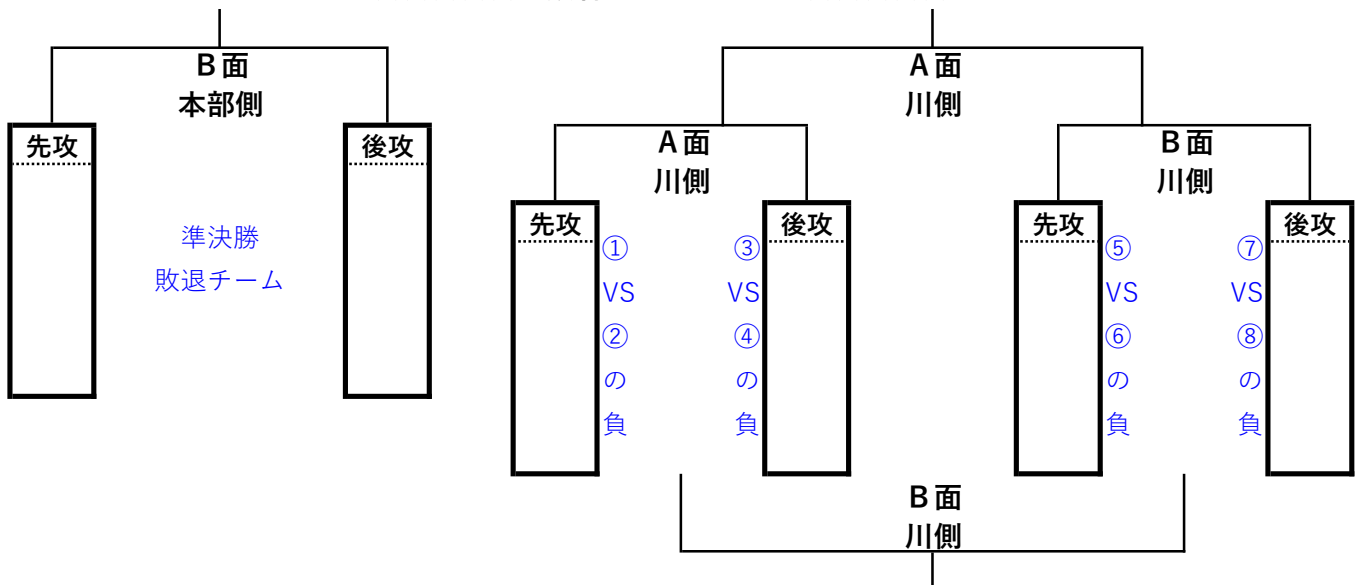 B面
本部側
先攻
後攻
準決勝
敗退チーム
A面
川側
A面
川側
B面
川側
先攻
①
VS
②
の
負
後攻
③
VS
④
の
負
先攻
⑤
VS
⑥
の
負
後攻
⑦
VS
⑧
の
負
B面
川側